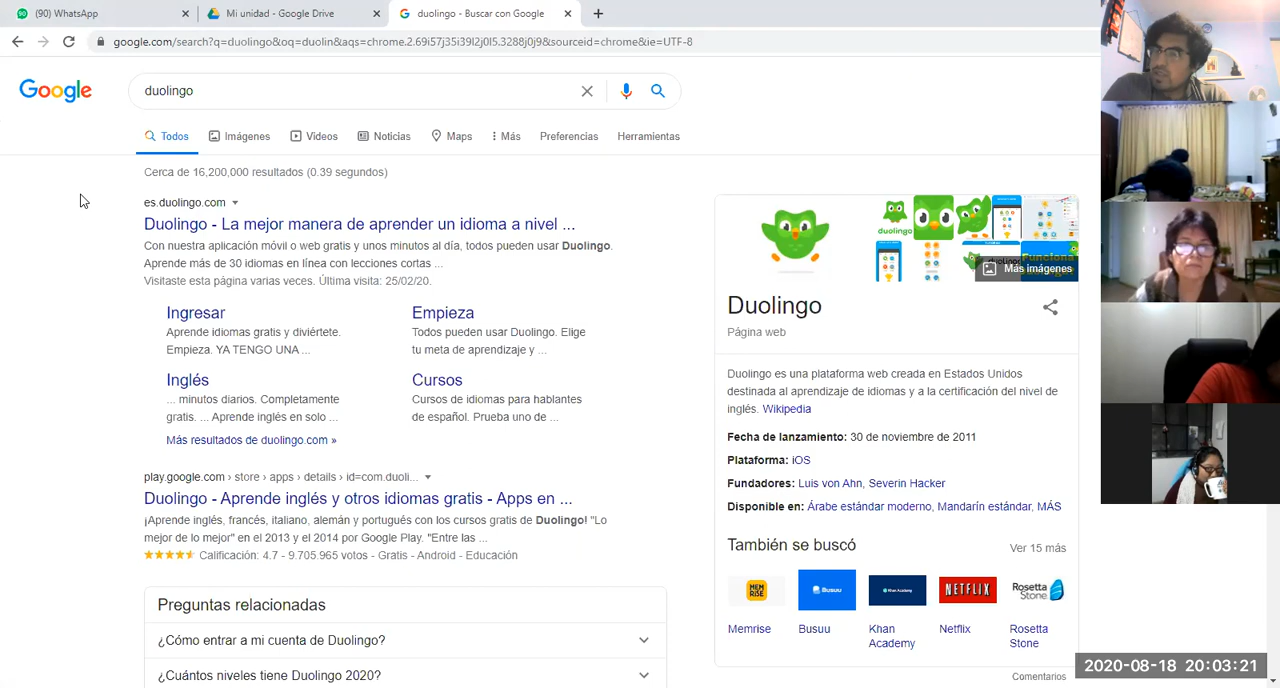 (90) WhatsApp
Mi unidad - Google Drive
duolingo - Buscar con Google
google.com/search?q=duolingo&oq=duolin&aqs=chrome.2.69i57j35i39l2j0l5.3288j0j9&sourceid=chrome&ie=UTF-8
Google
duolingo
Todos
Imágenes
Videos
Noticias
Maps
Más
Preferencias
Herramientas
Cerca de 16,200,000 resultados (0.39 segundos)
es.duolingo.com
Duolingo - La mejor manera de aprender un idioma a nivel ...
Con nuestra aplicación móvil o web gratis y unos minutos al día, todos pueden usar Duolingo.
Aprende más de 30 idiomas en línea con lecciones cortas ...
Visitaste esta página varias veces. Última visita: 25/02/20.
Ingresar
Aprende idiomas gratis y diviértete.
Empieza. YA TENGO UNA ...
Empieza
Todos pueden usar Duolingo. Elige
tu meta de aprendizaje y ...
Inglés
... minutos diarios. Completamente
gratis. ... Aprende inglés en solo ...
Cursos
Cursos de idiomas para hablantes
de español. Prueba uno de ...
Más resultados de duolingo.com »
play.google.com › store › apps › details › id=com.duoli...
Duolingo - Aprende inglés y otros idiomas gratis - Apps en ...
¡Aprende inglés, francés, italiano, alemán y portugués con los cursos gratis de Duolingo! "Lo
mejor de lo mejor" en el 2013 y el 2014 por Google Play. "Entre las ...
Calificación: 4.7 - 9.705.965 votos - Gratis - Android - Educación
Preguntas relacionadas
¿Cómo entrar a mi cuenta de Duolingo?
¿Cuántos niveles tiene Duolingo 2020?
duolingo
Más imágenes
Duolingo
Página web
Duolingo es una plataforma web creada en Estados Unidos
destinada al aprendizaje de idiomas y a la certificación del nivel de
inglés. Wikipedia
Fecha de lanzamiento: 30 de noviembre de 2011
Plataforma: iOS
Fundadores: Luis von Ahn, Severin Hacker
Disponible en: Árabe estándar moderno, Mandarín estándar, MÁS
También se buscó
Ver 15 más
MEM
RISE
Busuu
Khan Academy
NETFLIX
Rosetta
Stone
Memrise
Busuu
Khan
Academy
Netflix
Rosetta
Stone
Comentarios
2020-08-18 20:03:21